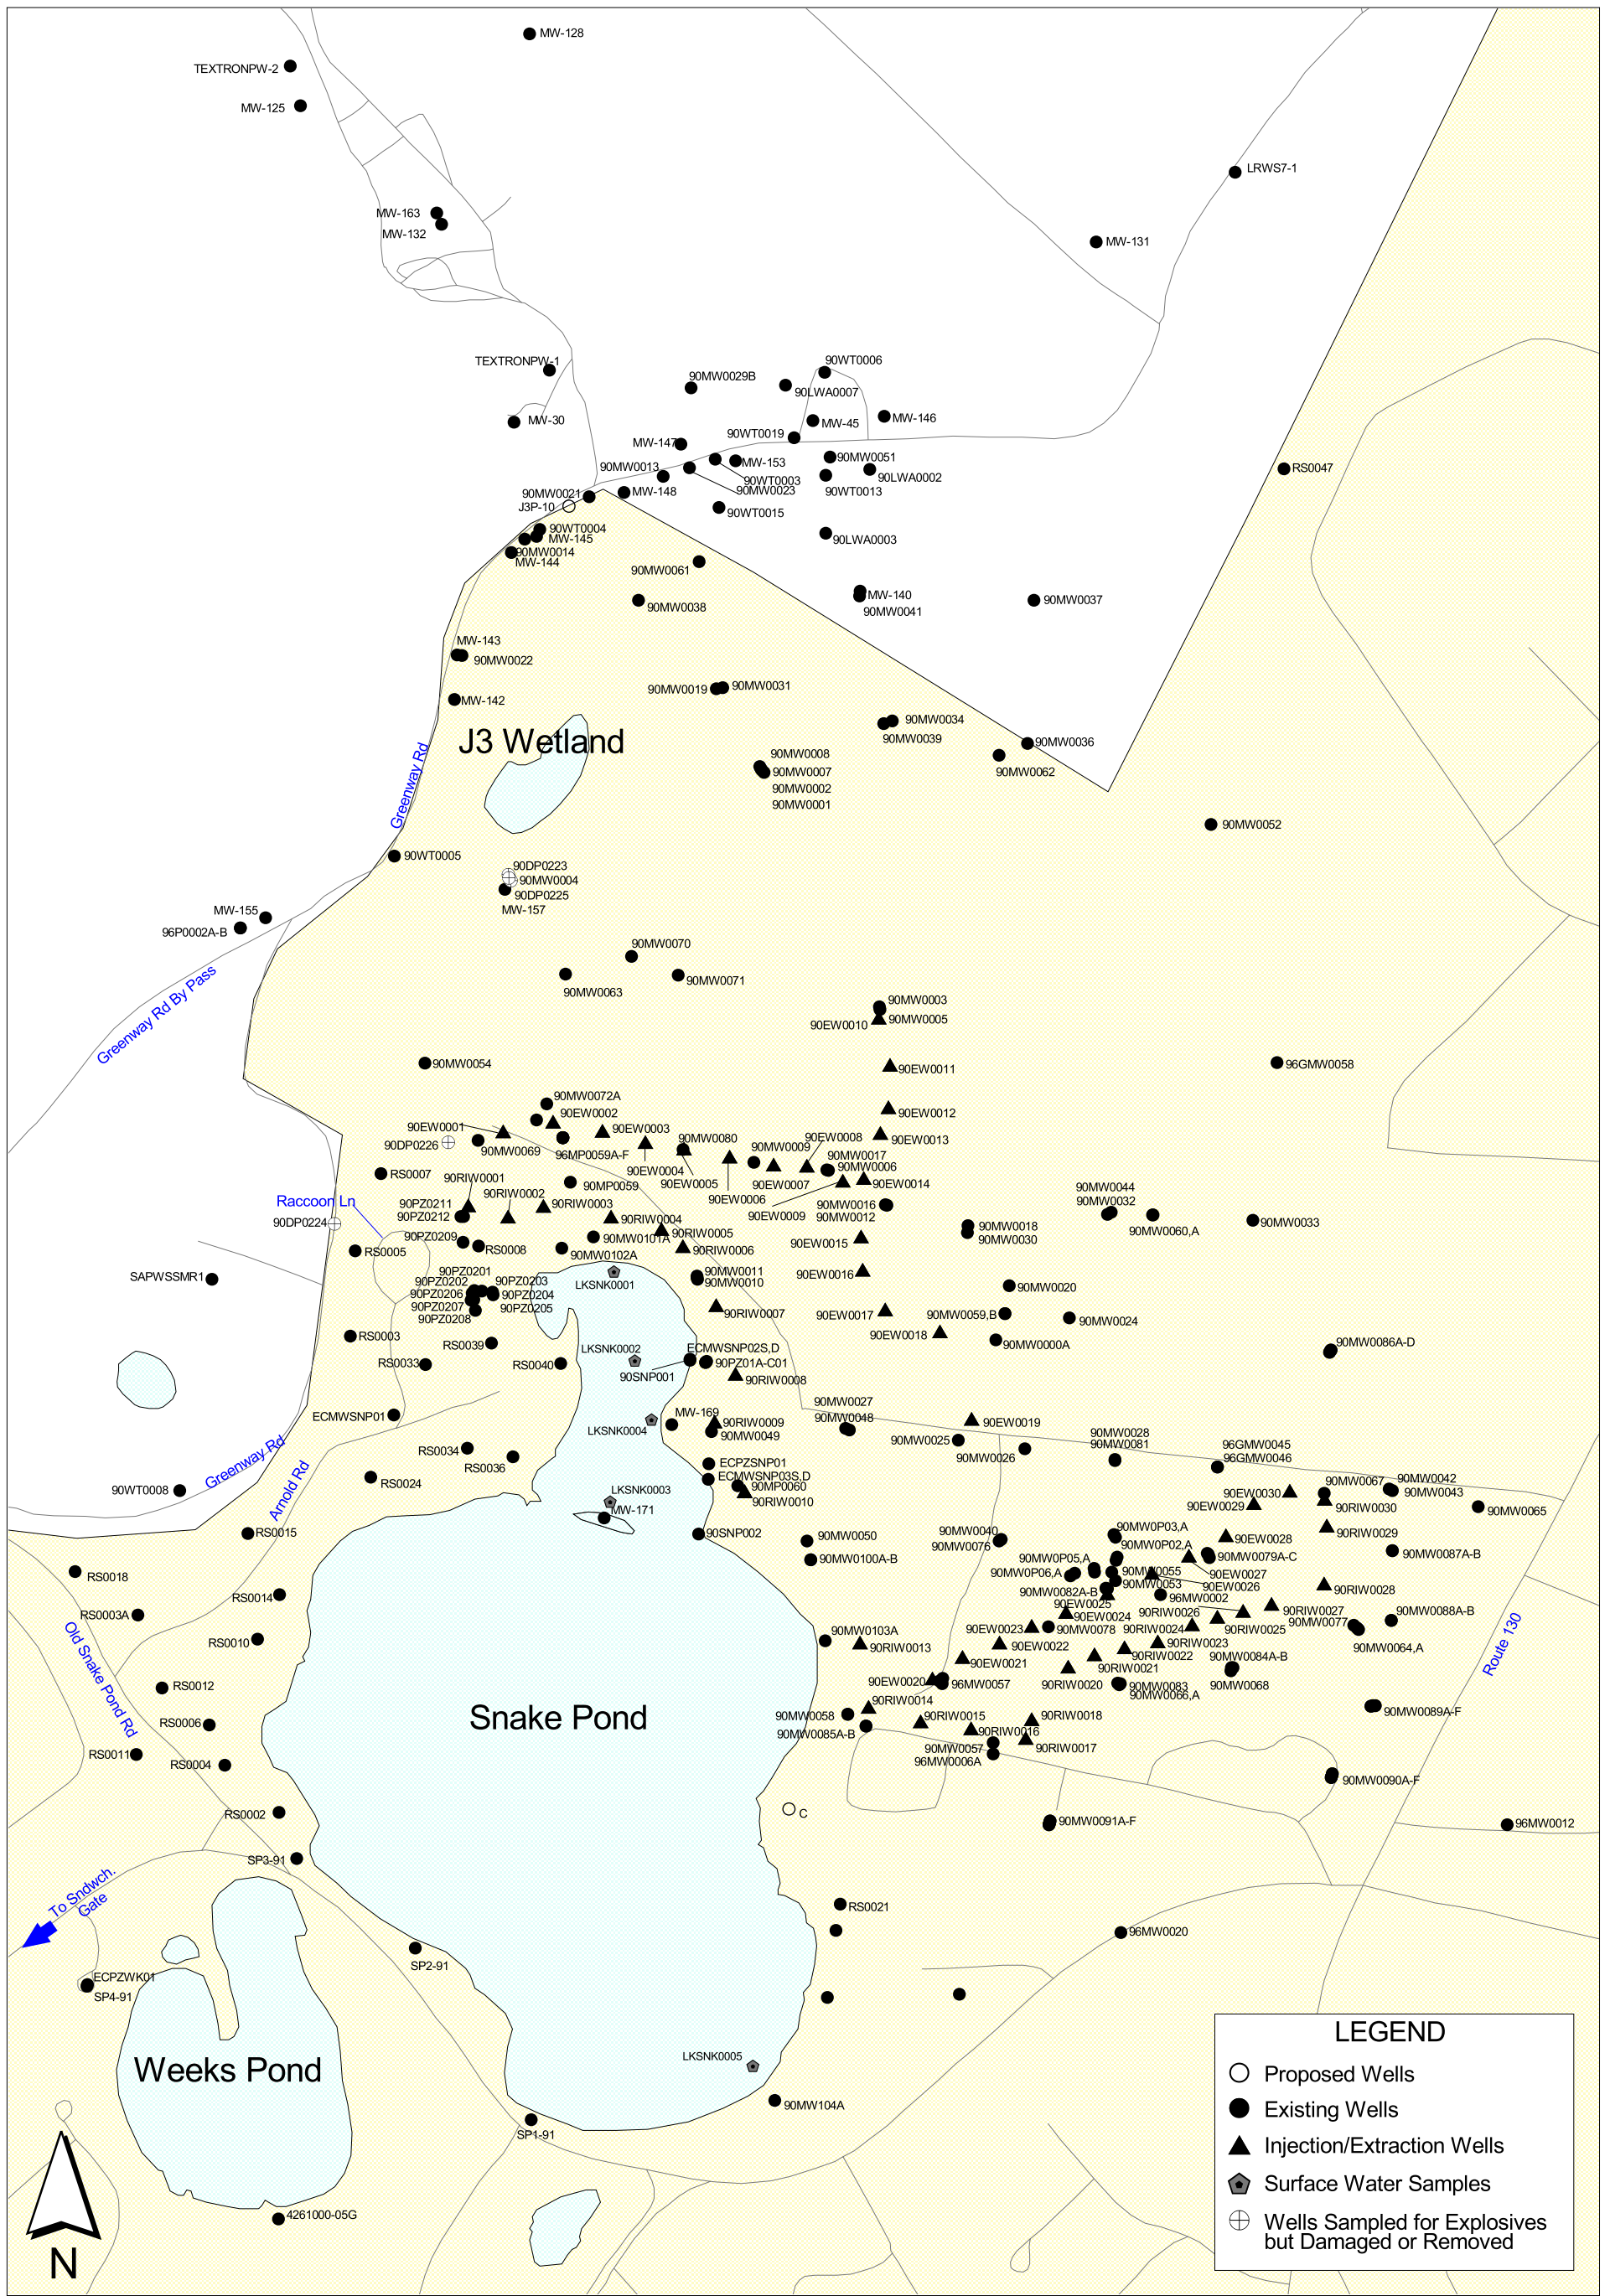 MW-128
TEXTRONPW-2
MW-125
LRWS7-1
MW-163
MW-132
MW-131
TEXTRONPW-1
90WT0006
90MW0029B
90LWA0007
MW-30
MW-45
MW-146
90WT0019
MW-147
90MW0051
MW-153
90MW0013
90WT0003
90LWA0002
RS0047
90MW0023
90WT0013
MW-148
90MW0021
J3P-10
90WT0015
90WT0004
MW-145
90LWA0003
90MW0014
MW-144
90MW0061
MW-140
90MW0041
90MW0038
90MW0037
MW-143
90MW0022
90MW0019
90MW0031
MW-142
90MW0034
90MW0039
J3 Wetland
90MW0036
90MW0062
90MW0008
90MW0007
90MW0002
90MW0001
Greenway Rd
90MW0052
90WT0005
90DP0223
90MW0004
90DP0225
MW-157
MW-155
96P0002A-B
90MW0070
90MW0063
90MW0071
Greenway Rd By Pass
90MW0003
90MW0005
90EW0010
90MW0054
90EW0011
96GMW0058
90MW0072A
90EW0002
90EW0012
90EW0001
90EW0003
90EW0013
90DP0226
90MW0069
96MP0059A-F
90MW0080
90MW0009
90EW0008
90EW0004
90MW0017
90MW0006
RS0007
90EW0005
90EW0007
90EW0014
90RIW0001
90MP0059
90EW0006
90MW0044
90MW0032
90RIW0002
Raccoon Ln
90PZ0211
90PZ0212
90RIW0003
90MW0016
90MW0012
90EW0009
90DP0224
90RIW0004
90MW0018
90MW0030
90MW0060,A
90MW0033
90PZ0209
RS0008
90MW0101A
90RIW0005
90RIW0006
90EW0015
RS0005
90MW0102A
SAPWSSMR1
90PZ0201
90PZ0202
90PZ0203
90PZ0206
90PZ0204
90PZ0207
90PZ0205
90PZ0208
LKSNK0001
90MW0011
90MW0010
90EW0016
90MW0020
90RIW0007
90EW0017
90MW0059,B
90MW0024
90EW0018
90MW0000A
RS0003
RS0039
LKSNK0002
ECMWSNP02S,D
90MW0086A-D
RS0033
RS0040
90PZ01A-C01
90SNP001
90RIW0008
ECMWSNP01
MW-169
90MW0027
90MW0048
90EW0019
LKSNK0004
90RIW0009
90MW0049
90MW0025
90MW0026
90MW0028
90MW0081
RS0034
RS0036
96GMW0045
96GMW0046
ECPZSNP01
Greenway Rd
RS0024
ECMWSNP03S,D
90MP0060
90RIW0010
90WT0008
Arnold Rd
LKSNK0003
MW-171
90MW0067
90MW0042
90MW0043
90EW0030
90EW0029
90RIW0030
90MW0065
RS0015
90SNP002
90MW0050
90MW0040
90MW0076
90MW0P03,A
90EW0028
90RIW0029
90MW0100A-B
90MW0P02,A
90MW0P05,A
90MW0P06,A
90MW0079A-C
90MW0087A-B
RS0018
90MW0055
90EW0027
90MW0053
90EW0026
90RIW0028
RS0014
90MW0082A-B
96MW0002
RS0003A
90EW0025
90EW0024
90RIW0026
90RIW0027
90MW0088A-B
90EW0023
90MW0078
90RIW0024
90RIW0025
90MW0077
Old Snake Pond Rd
RS0010
90MW0103A
90RIW0013
90EW0022
90RIW0023
90MW0064,A
90RIW0022
90MW0084A-B
90EW0021
90RIW0021
Route 130
90EW0020
96MW0057
90RIW0020
90MW0083
90MW0068
90MW0066,A
RS0012
90RIW0014
Snake Pond
90MW0058
90RIW0015
90RIW0018
90MW0089A-F
RS0006
90MW0085A-B
90RIW0016
90RIW0017
90MW0057
96MW0006A
RS0011
RS0004
90MW0090A-F
RS0002
C
90MW0091A-F
96MW0012
SP3-91
To Sndwch.
Gate
RS0021
96MW0020
SP2-91
ECPZWK01
SP4-91
LKSNK0005
Weeks Pond
90MW104A
SP1-91
4261000-05G
N
LEGEND
Proposed Wells
Existing Wells
Injection/Extraction Wells
Surface Water Samples
Wells Sampled for Explosives
but Damaged or Removed